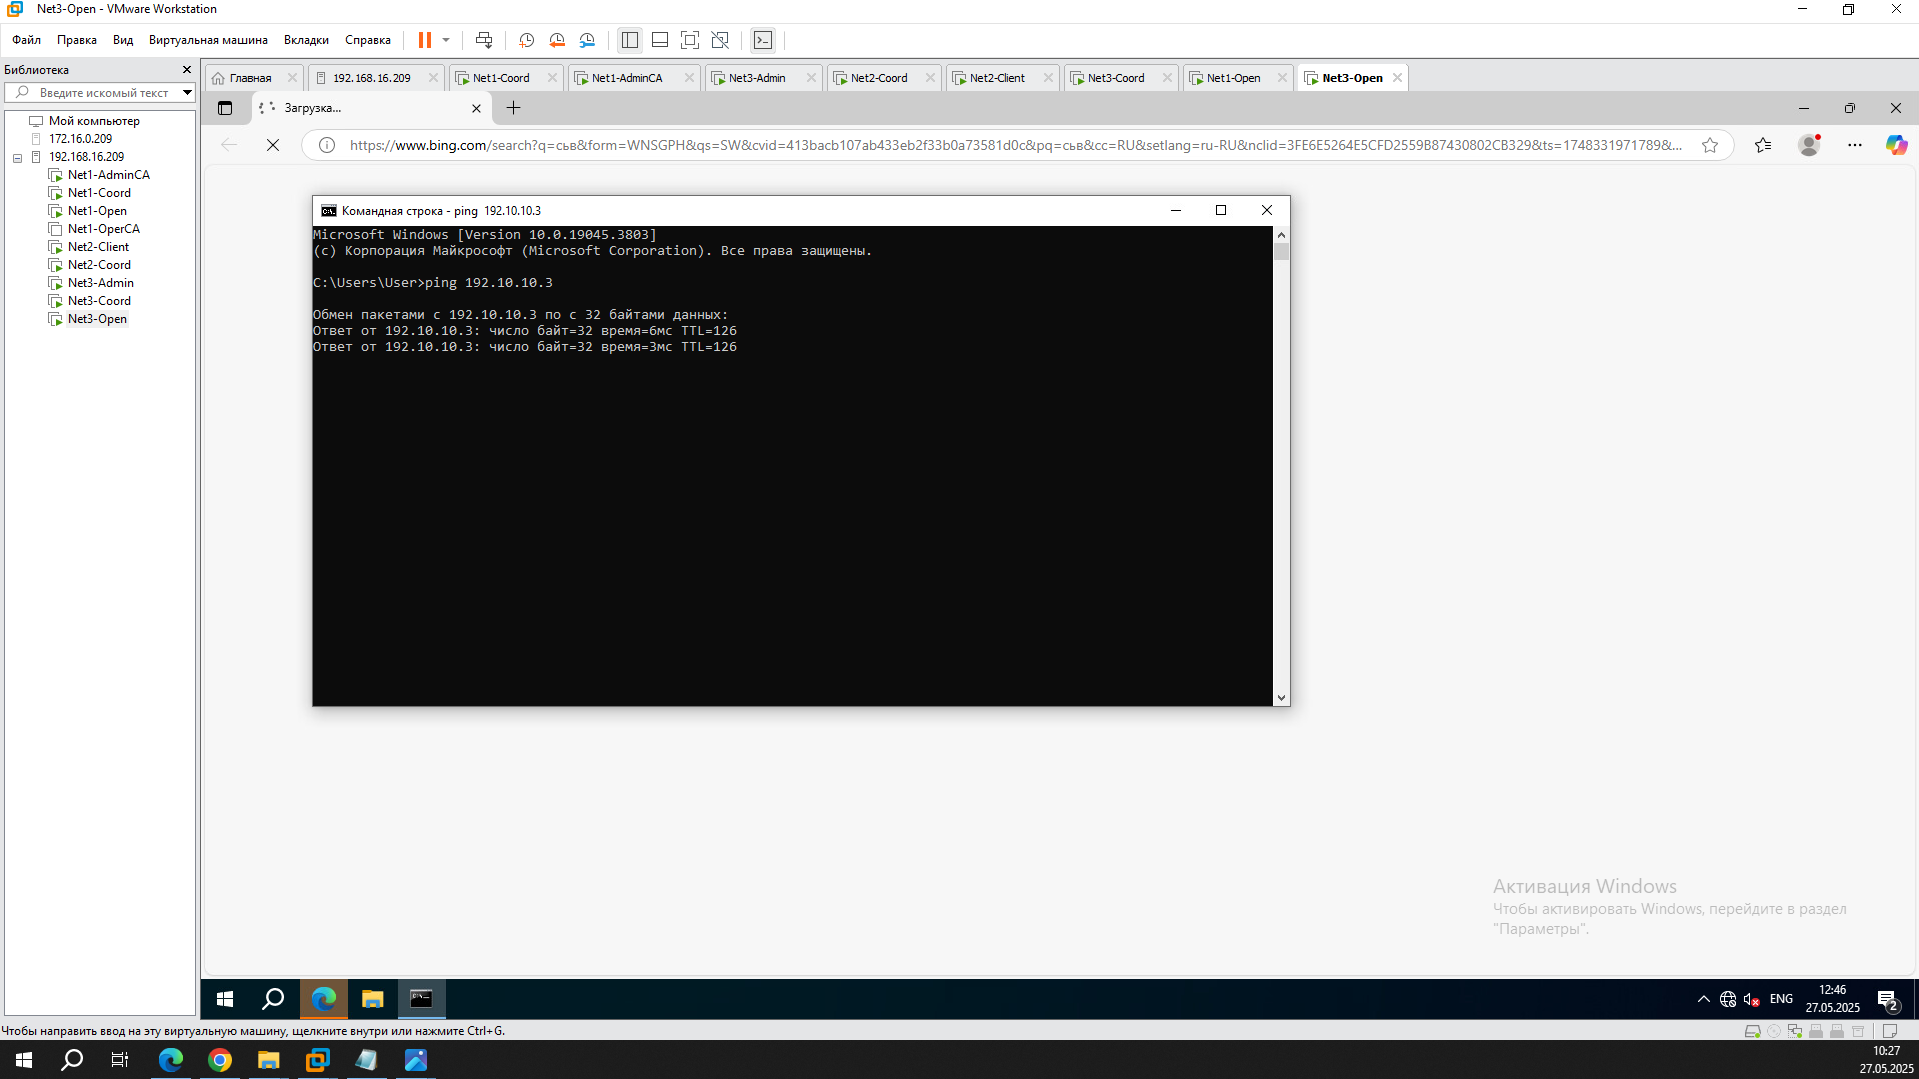 Net3-Open - VMware Workstation
Файл Правка Вид Виртуальная машина Вкладки Справка
Библиотека
Введите искомый текст
Мой компьютер
172.16.0.209
192.168.16.209
Net1-AdminCA
Net1-Coord
Net1-Open
Net1-OperCA
Net2-Client
Net2-Coord
Net3-Admin
Net3-Coord
Net3-Open
Главная 192.168.16.209 Net1-Coord Net1-AdminCA Net3-Admin Net2-Coord Net2-Client Net3-Coord Net1-Open Net3-Open
Загрузка...
https://www.bing.com/search?q=сьв&form=WNSGPH&qs=SW&cvid=413bacb107ab433eb2f33b0a73581d0c&pq=сьв&cc=RU&setlang=ru-RU&nclid=3FE6E5264E5CFD2559B87430802CB329&ts=1748331971789&...
Командная строка - ping 192.10.10.3
Microsoft Windows [Version 10.0.19045.3803]
(c) Корпорация Майкрософт (Microsoft Corporation). Все права защищены.
C:\Users\User>ping 192.10.10.3
Обмен пакетами с 192.10.10.3 по с 32 байтами данных:
Ответ от 192.10.10.3: число байт=32 время=6мс TTL=126
Ответ от 192.10.10.3: число байт=32 время=3мс TTL=126
Активация Windows
Чтобы активировать Windows, перейдите в раздел
"Параметры".
ENG
12:46
27.05.2025
2
Чтобы направить ввод на эту виртуальную машину, щелкните внутри или нажмите Ctrl+G.
10:27
27.05.2025